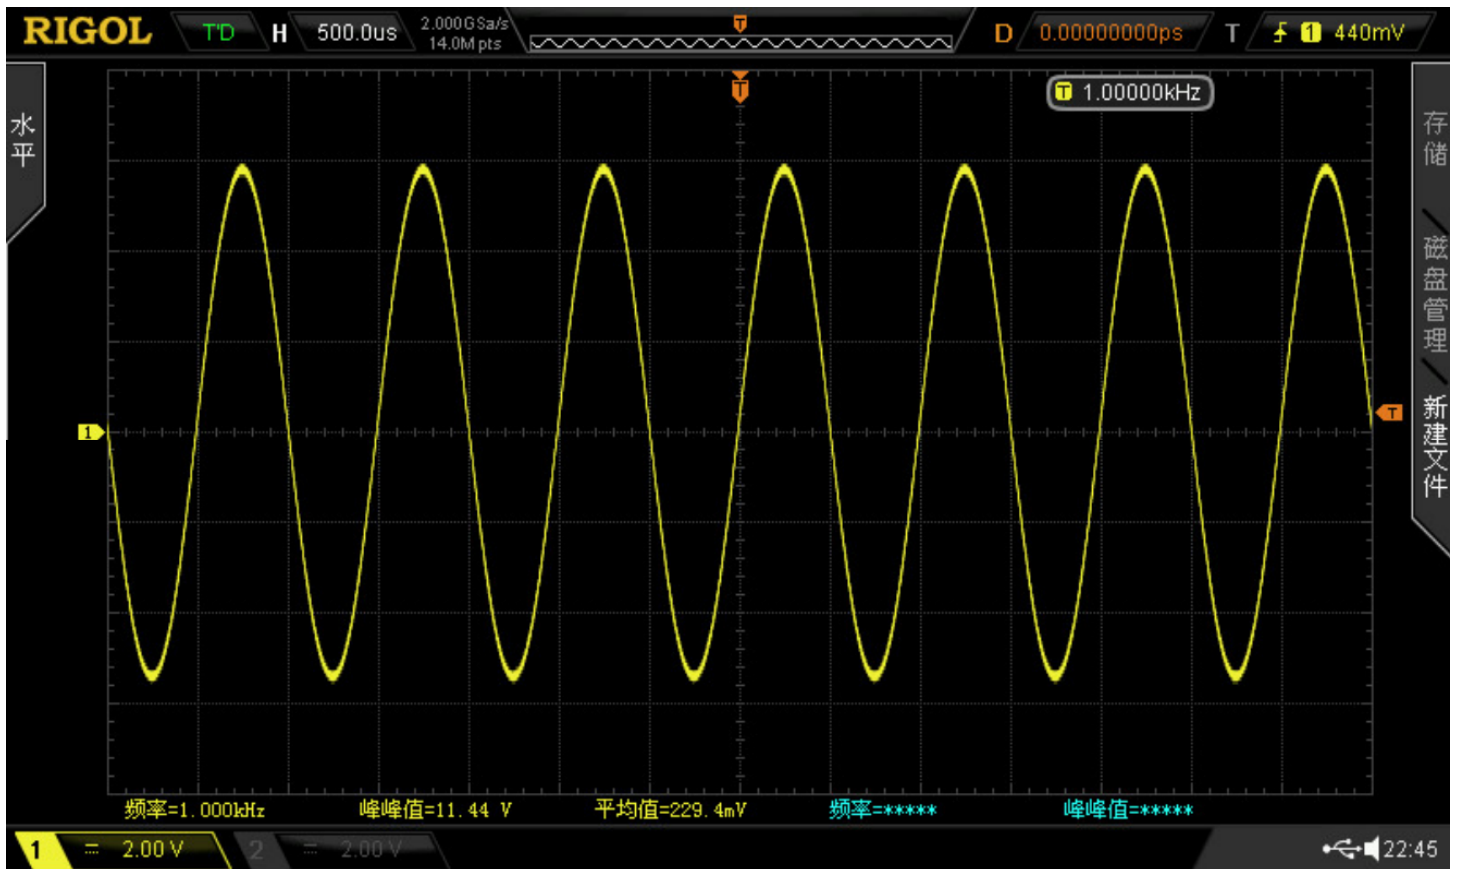 RIGOL T'D H 500.0us 2.000GSa/s 14.0M pts T D 0.00000000ps T 1 440mV
T
T 1.00000kHz
水平
存储
磁盘管理
新建文件
T
1
频率=1.000kHz 峰峰值=11.44 V 平均值=229.4mV 频率=***** 峰峰值=*****
1 = 2.00 V 2 = 2.00 V 22:45